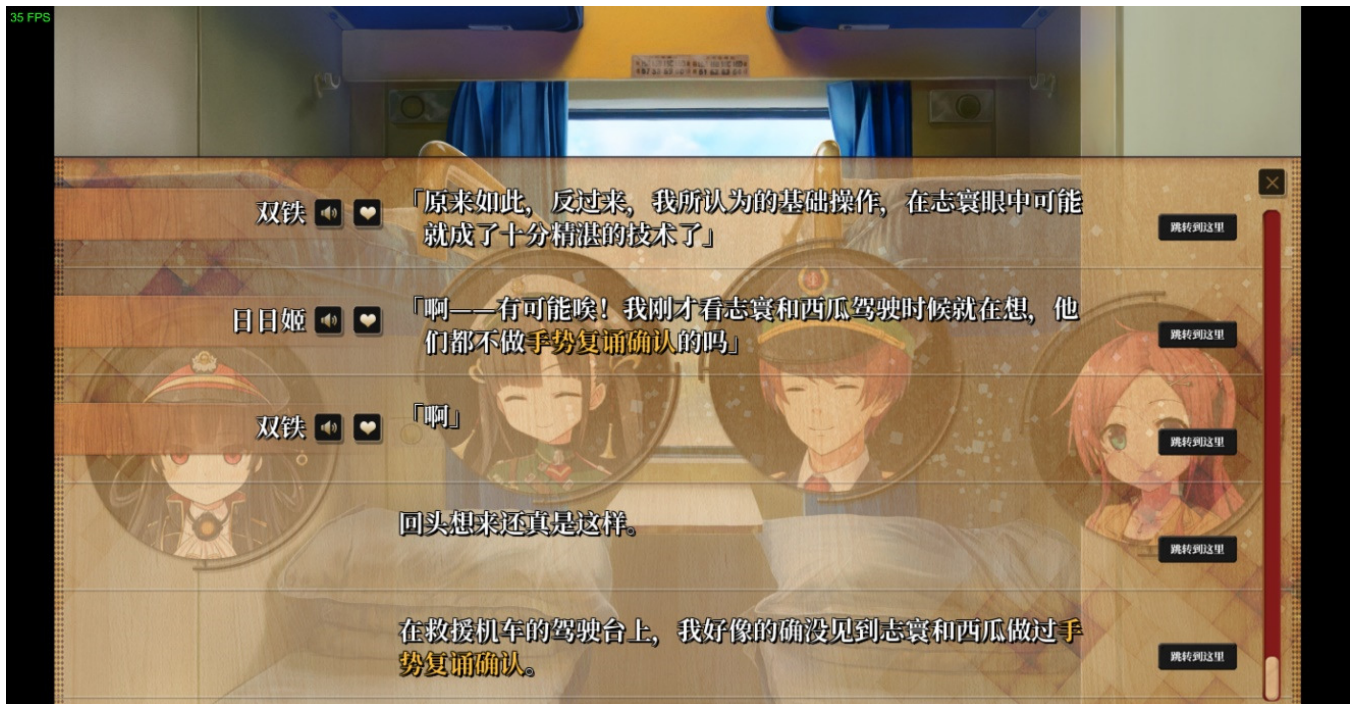 35 FPS
双铁
「原来如此，反过来，我所认为的基础操作，在志寰眼中可能
就成了十分精湛的技术了」
跳转到这里
日日姬
「啊——有可能唉！我刚才看志寰和西瓜驾驶时候就在想，他
们都不做手势复诵确认的吗」
跳转到这里
双铁
「啊」
跳转到这里
回头想来还真是这样。
跳转到这里
在救援机车的驾驶台上，我好像的确没见到志寰和西瓜做过手
势复诵确认。
跳转到这里